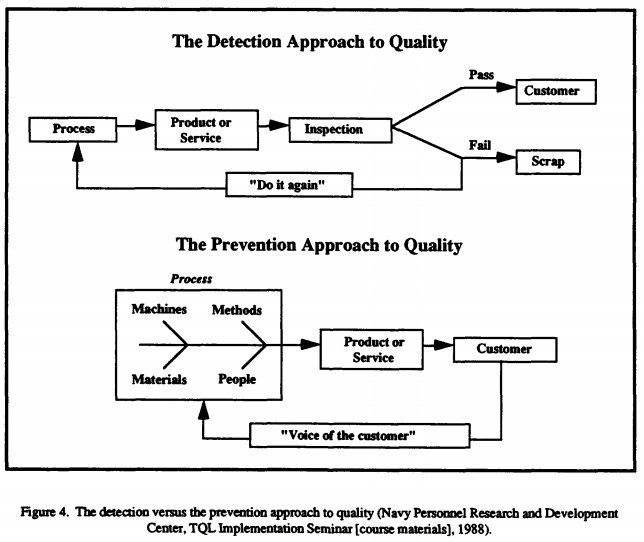 The Detection Approach to Quality
Pass
Customer
Process
Product or
Service
Inspection
Fail
Scrap
"Do it again"
The Prevention Approach to Quality
Process
Machines
Methods
Materials
People
Product or
Service
Customer
"Voice of the customer"
Figure 4. The detection versus the prevention approach to quality (Navy Personnel Research and Development
Center, TQL Implementation Seminar [course materials], 1988).